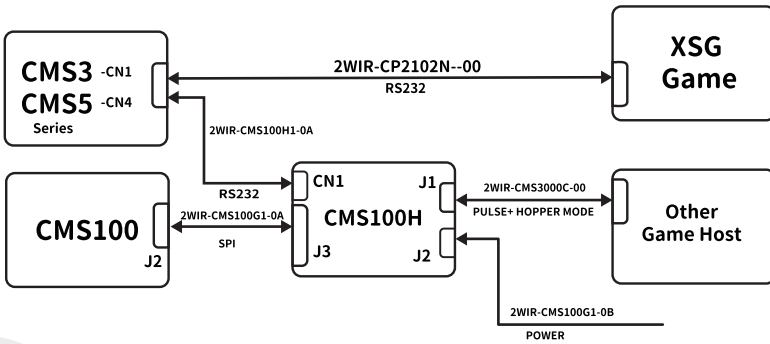 CMS3 -CN1
CMS5 -CN4
Series
2WIR-CP2102N--00
RS232
XSG
Game
2WIR-CMS100H1-0A
RS232
CMS100
J2
2WIR-CMS100G1-0A
SPI
CN1
J1
CMS100H
J3
J2
2WIR-CMS3000C-00
PULSE+ HOPPER MODE
Other
Game Host
2WIR-CMS100G1-0B
POWER